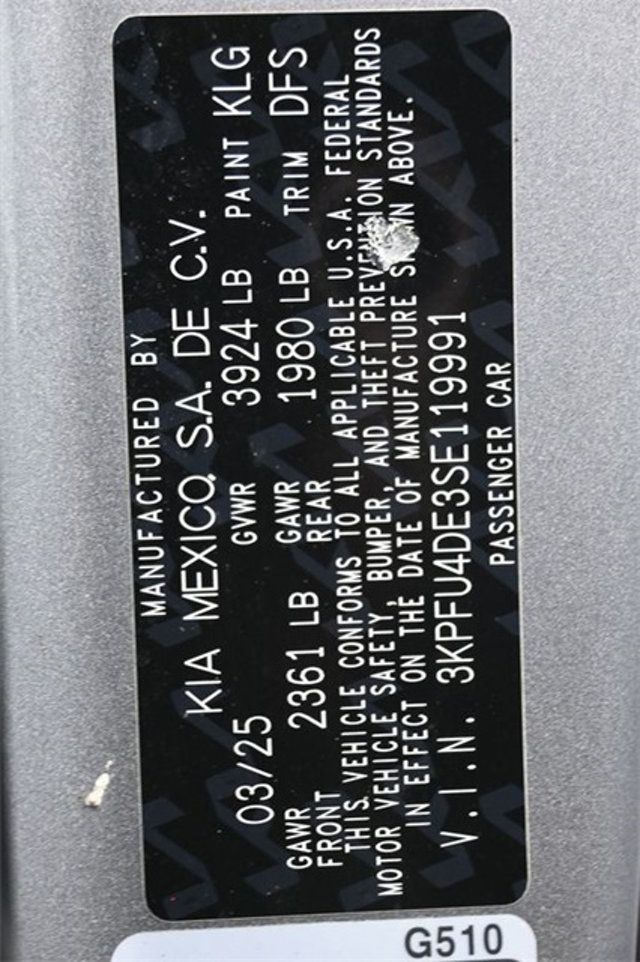 MANUFACTURED BY
KIA MEXICO, S.A. DE C.V.
03/25 GVWR 3924 LB PAINT KLG
GAWR FRONT 2361 LB GAWR REAR 1980 LB TRIM DFS
THIS VEHICLE CONFORMS TO ALL APPLICABLE U.S.A. FEDERAL
MOTOR VEHICLE SAFETY, BUMPER, AND THEFT PREVENTION STANDARDS
IN EFFECT ON THE DATE OF MANUFACTURE SHOWN ABOVE.
V.I.N. 3KPFU4DE3SE119991
PASSENGER CAR
G510